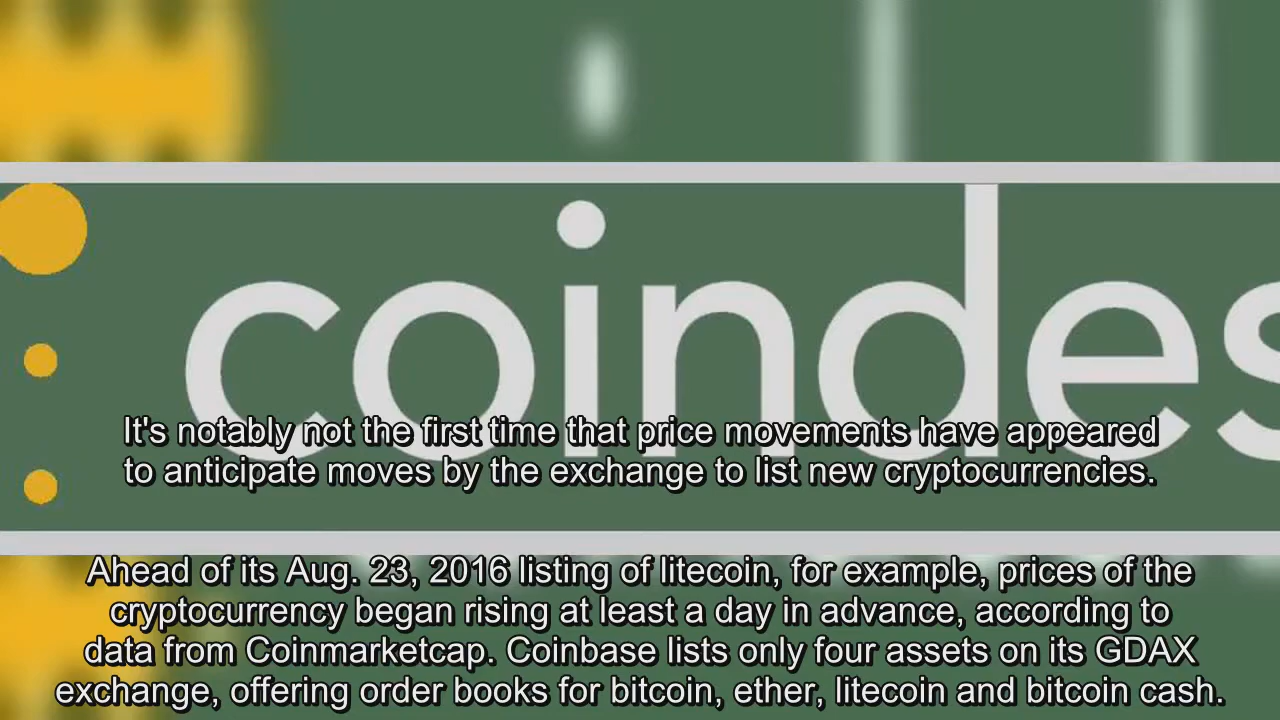 coindes
It's notably not the first time that price movements have appeared
to anticipate moves by the exchange to list new cryptocurrencies.
Ahead of its Aug. 23, 2016 listing of litecoin, for example, prices of the
cryptocurrency began rising at least a day in advance, according to
data from Coinmarketcap. Coinbase lists only four assets on its GDAX
exchange, offering order books for bitcoin, ether, litecoin and bitcoin cash.